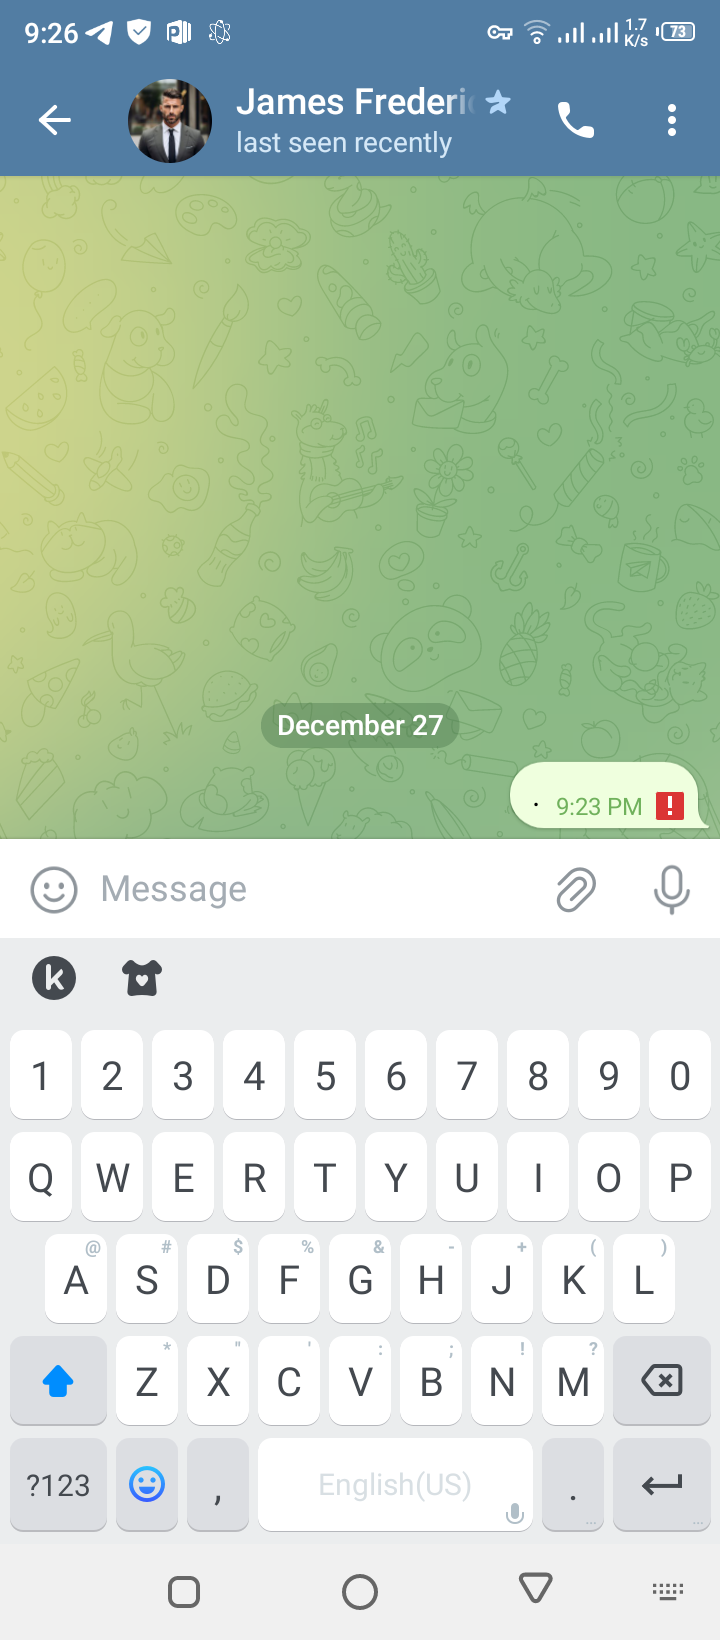 9:26 1.7 K/s 73
James Frederic
last seen recently
December 27
. 9:23 PM
Message
1 2 3 4 5 6 7 8 9 0
Q W E R T Y U I O P
@ # $ % & - + ( )
A S D F G H J K L
* " ' : ; ! ?
Z X C V B N M
?123 , English(US) .